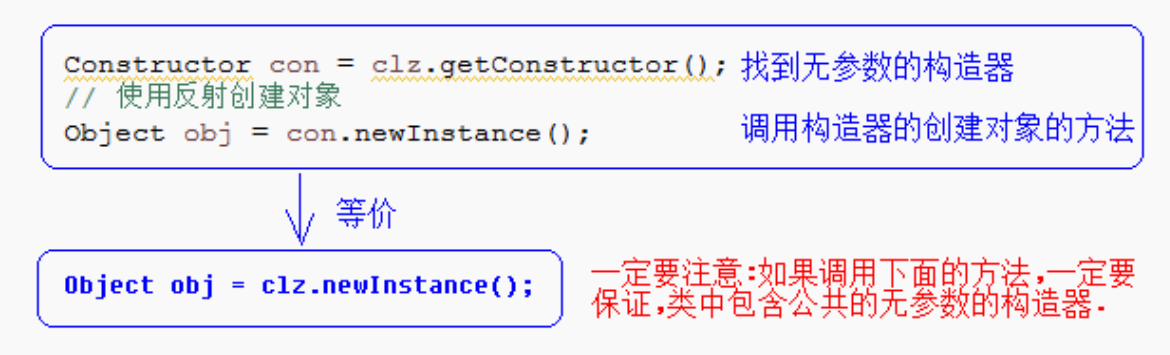 Constructor con = clz.getConstructor(); 找到无参数的构造器
// 使用反射创建对象
Object obj = con.newInstance(); 调用构造器的创建对象的方法
等价
Object obj = clz.newInstance();
一定要注意:如果调用下面的方法,一定要
保证,类中包含公共的无参数的构造器.